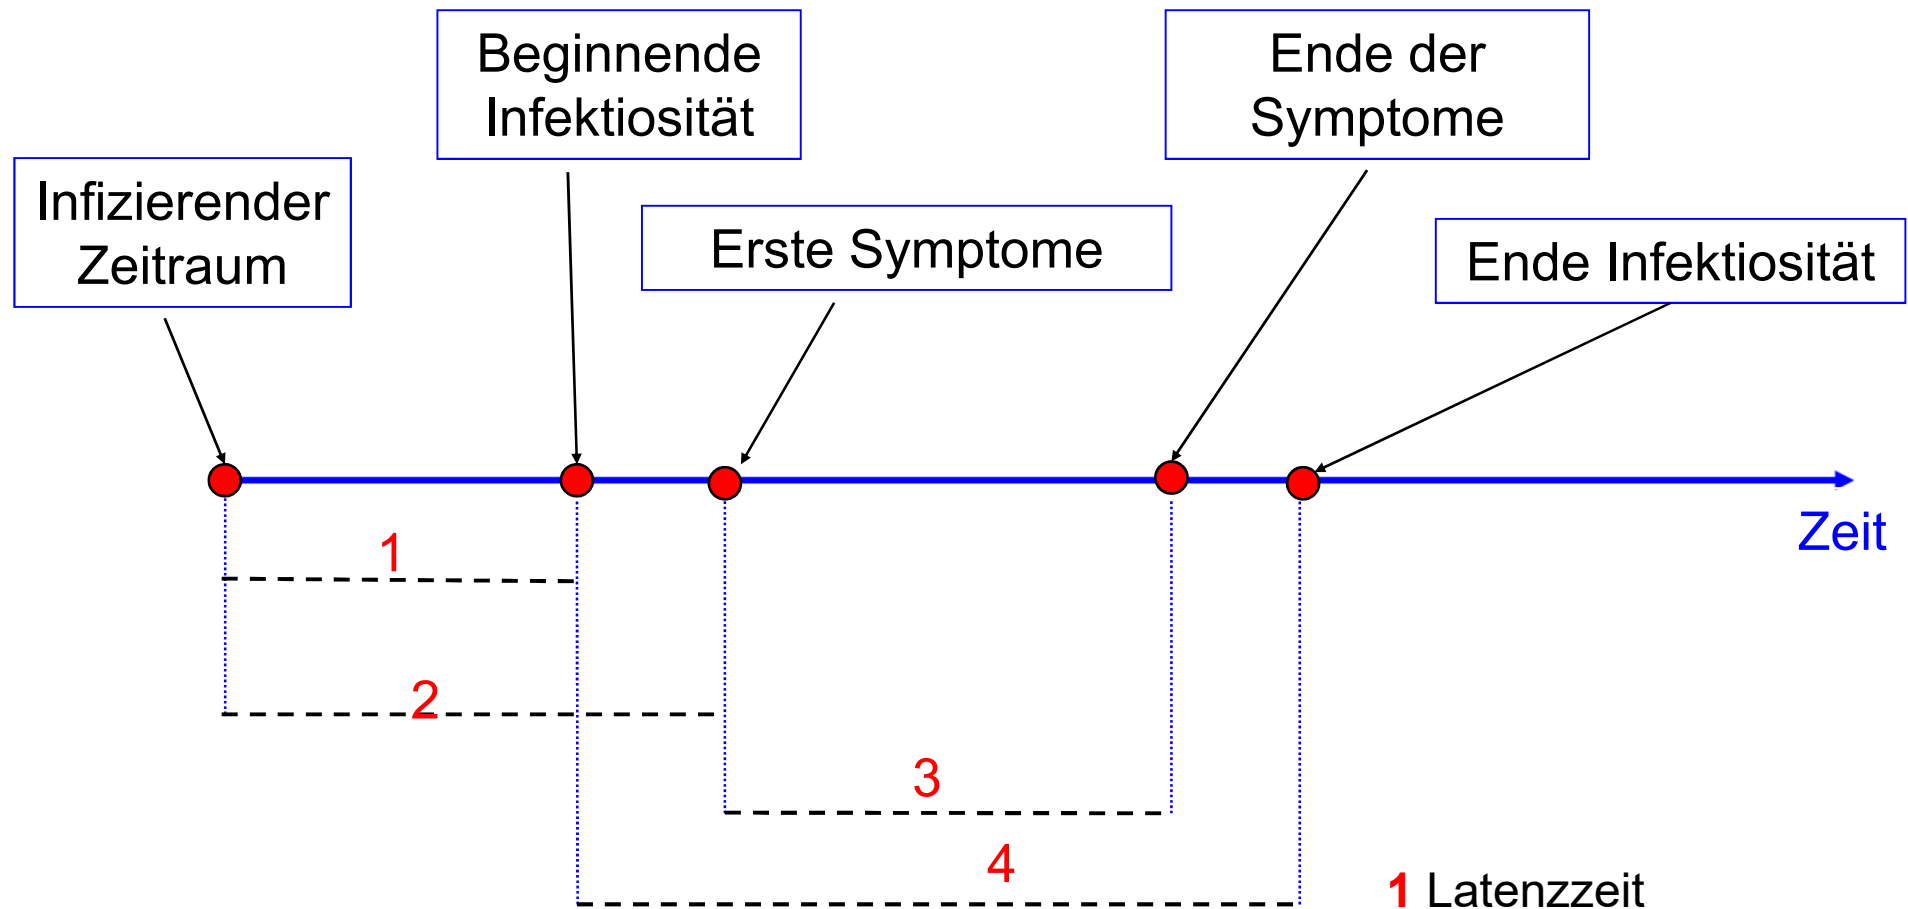 Beginnende
Infektiosität
Ende der
Symptome
Infizierender
Zeitraum
Erste Symptome
Ende Infektiosität
Zeit
1
2
3
4
1 Latenzzeit